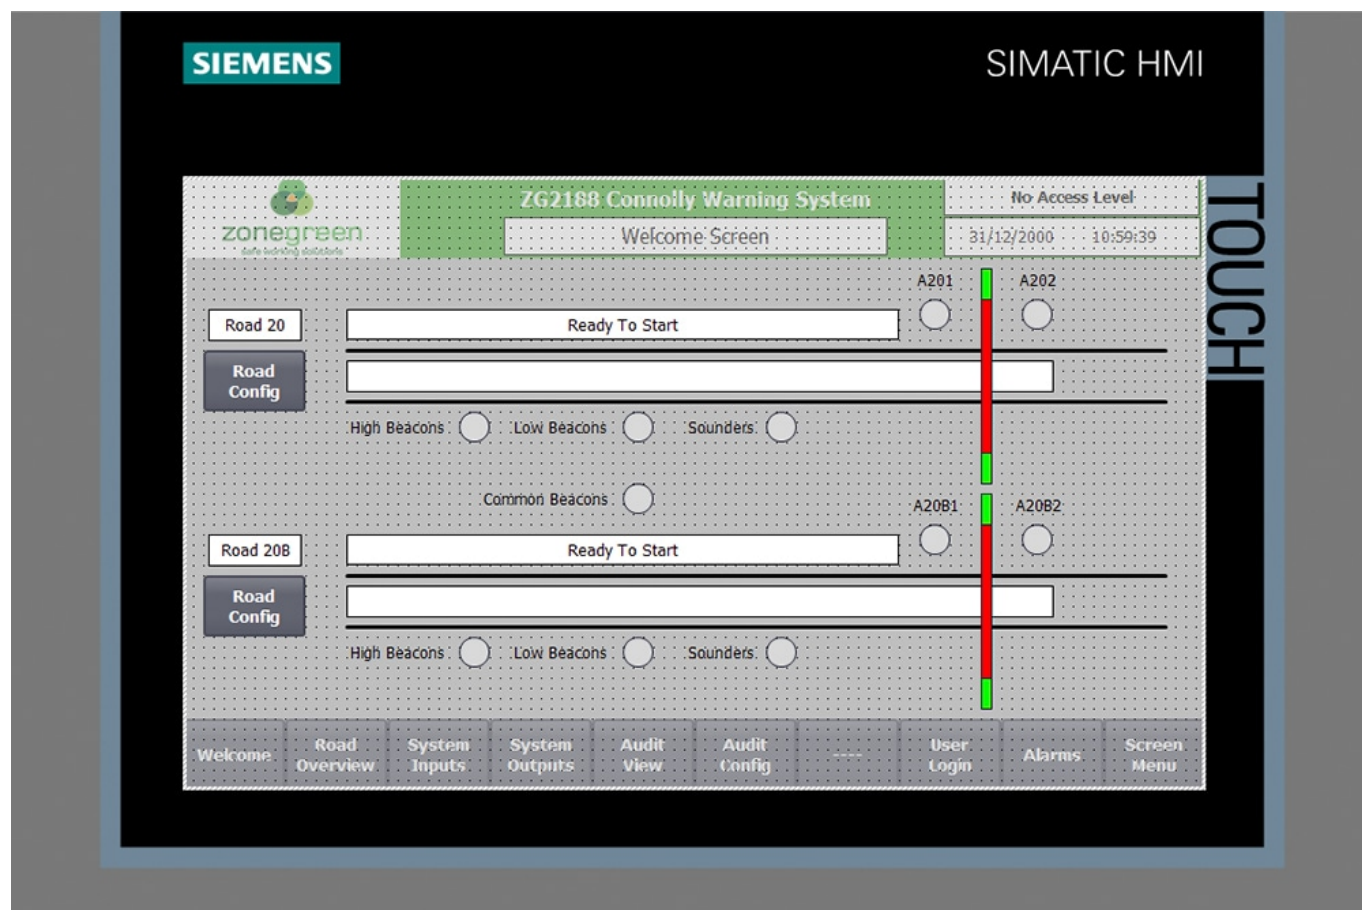 SIEMENS
SIMATIC HMI
TOUCH
zonegreen
safe working solutions
ZG2188 Connolly Warning System
Welcome Screen
No Access Level
31/12/2000 10:59:39
A201 A202
Road 20
Ready To Start
Road
Config
High Beacons Low Beacons Sounders
Common Beacons
A20B1 A20B2
Road 20B
Ready To Start
Road
Config
High Beacons Low Beacons Sounders
Welcome
Road
Overview
System
Inputs
System
Outputs
Audit
View
Audit
Config
----
User
Login
Alarms
Screen
Menu